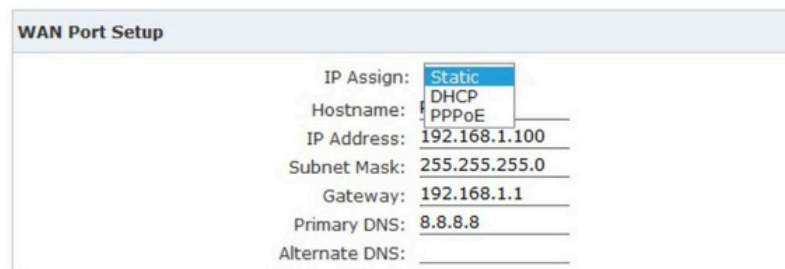 WAN Port Setup
IP Assign: Static
DHCP
PPPoE
Hostname:
IP Address: 192.168.1.100
Subnet Mask: 255.255.255.0
Gateway: 192.168.1.1
Primary DNS: 8.8.8.8
Alternate DNS: